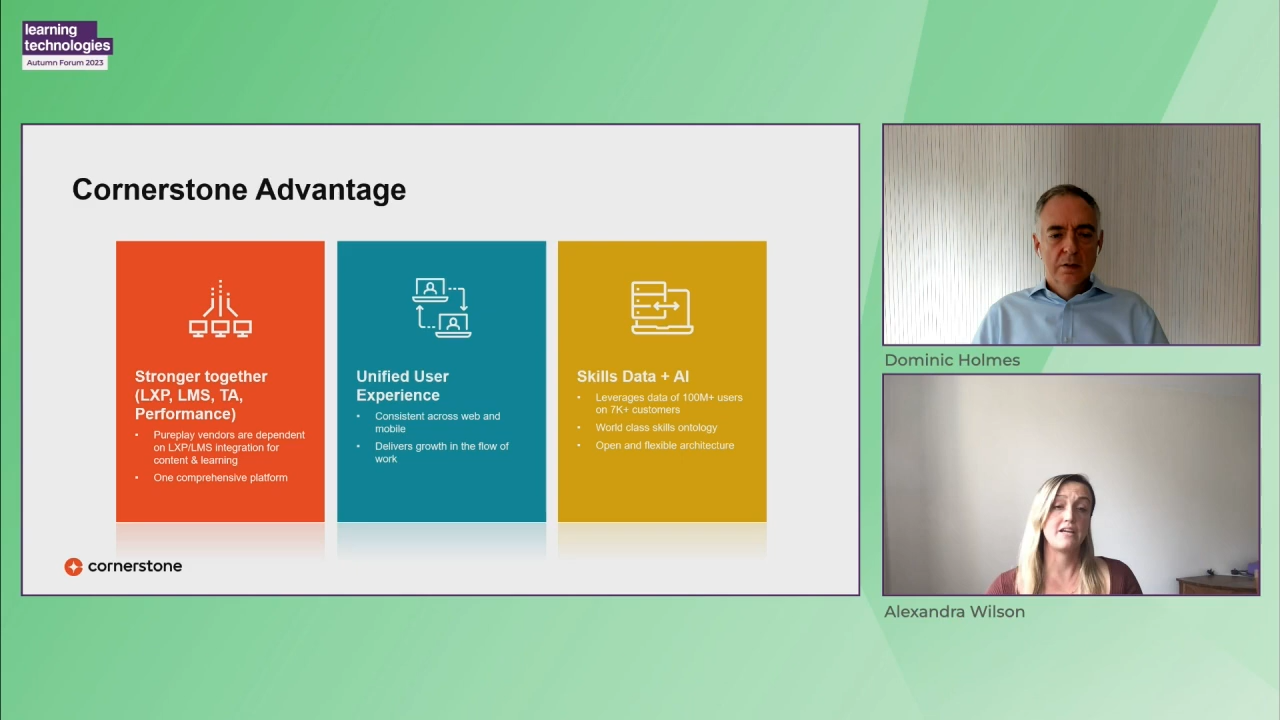 learning
technologies
Autumn Forum 2023
Cornerstone Advantage
Stronger together
(LXP, LMS, TA,
Performance)
• Pureplay vendors are dependent
on LXP/LMS integration for
content & learning
• One comprehensive platform
Unified User
Experience
• Consistent across web and
mobile
• Delivers growth in the flow of
work
Skills Data + AI
• Leverages data of 100M+ users
on 7K+ customers
• World class skills ontology
• Open and flexible architecture
cornerstone
Dominic Holmes
Alexandra Wilson